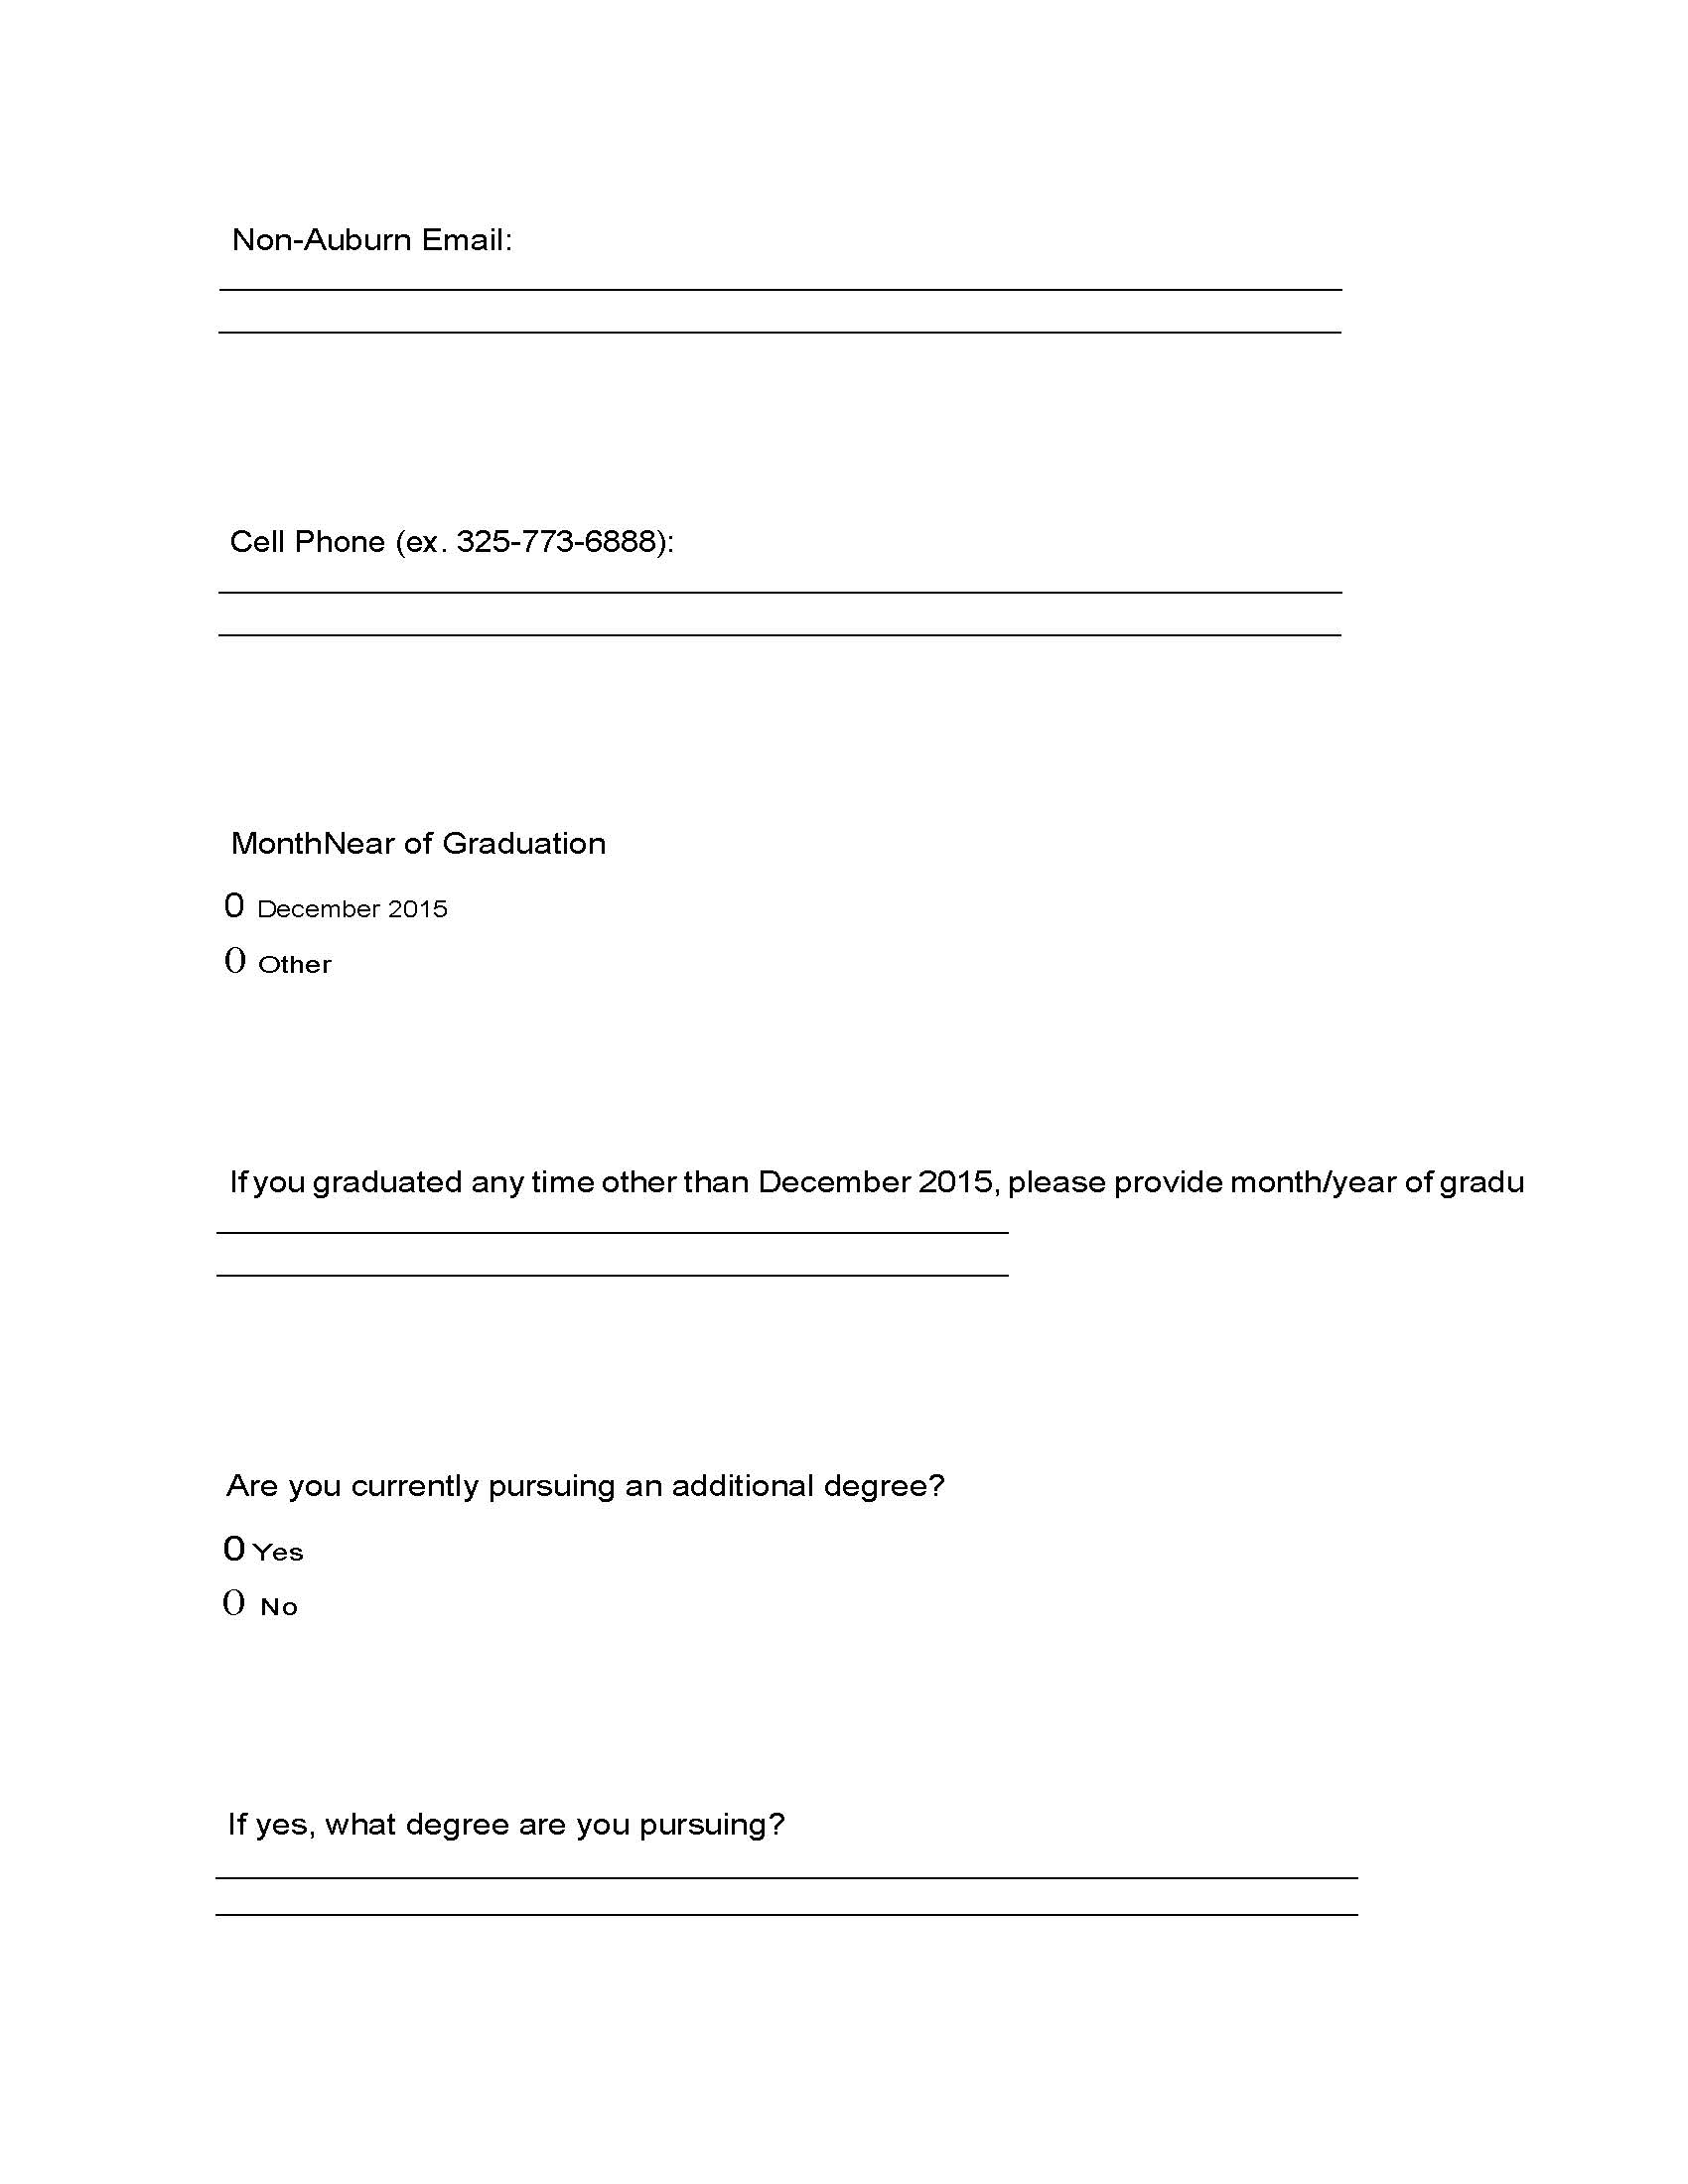 Non-Auburn Email:
Cell Phone (ex. 325-773-6888):
MonthNear of Graduation
0 December 2015
0 Other
If you graduated any time other than December 2015, please provide month/year of gradu
Are you currently pursuing an additional degree?
0 Yes
0 No
If yes, what degree are you pursuing?